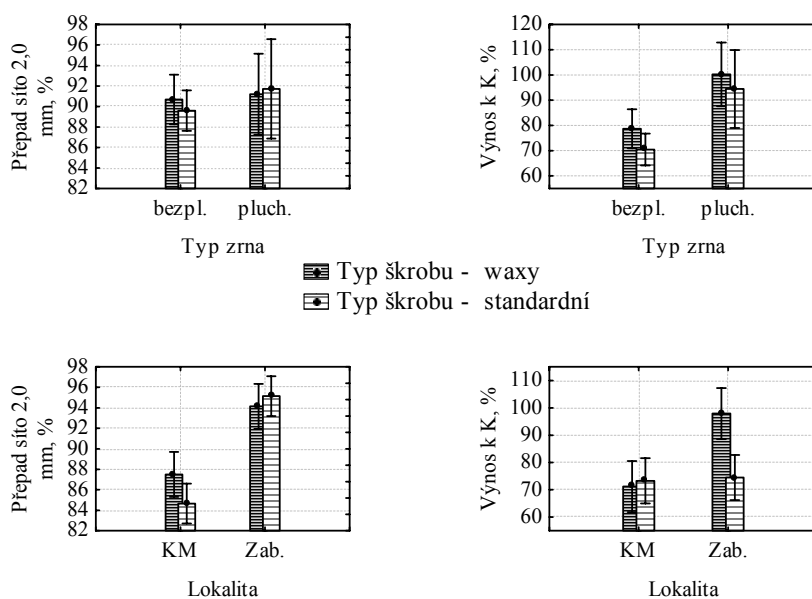 98
96
94
92
90
88
86
84
82
Přepad síto 2,0
mm, %
bezpl. pluch.
Typ zrna
120
110
100
90
80
70
60
Výnos k K, %
bezpl. pluch.
Typ zrna
Typ škrobu - waxy
Typ škrobu - standardní
98
96
94
92
90
88
86
84
82
Přepad síto 2,0
mm, %
KM Zab.
Lokalita
110
100
90
80
70
60
Výnos k K, %
KM Zab.
Lokalita